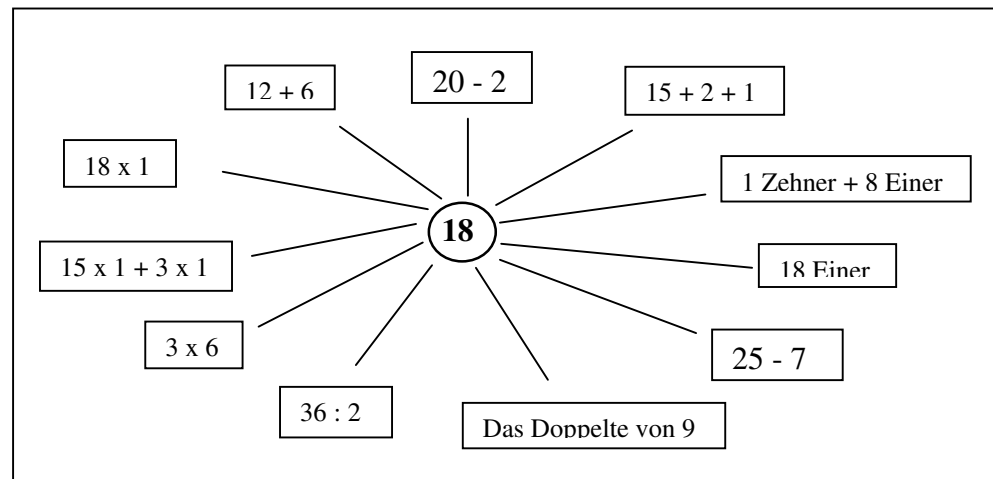 20 - 2
12 + 6
15 + 2 + 1
18 x 1
1 Zehner + 8 Einer
18
15 x 1 + 3 x 1
18 Einer
3 x 6
25 - 7
36 : 2
Das Doppelte von 9